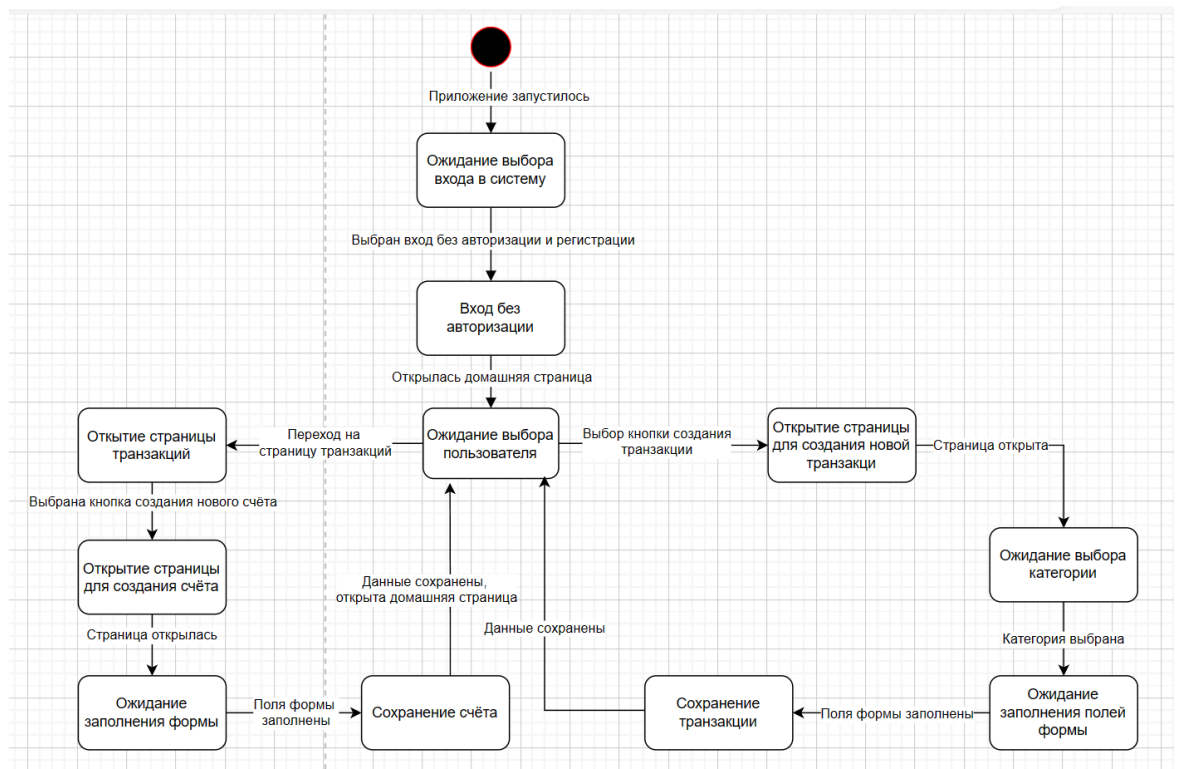 Приложение запустилось
Ожидание выбора
входа в систему
Выбран вход без авторизации и регистрации
Вход без
авторизации
Открылась домашняя страница
Откытие страницы
транзакций
Переход на
страницу транзакций
Ожидание выбора
пользователя
Выбор кнопки создания
транзакции
Открытие страницы
для создания новой
транзакци
Страница открыта
Выбрана кнопка создания нового счёта
Ожидание выбора
категории
Открытие страницы
для создания счёта
Данные сохранены,
открыта домашняя страница
Данные сохранены
Страница открылась
Категория выбрана
Ожидание
заполнения формы
Поля формы
заполнены
Сохранение счёта
Сохранение
транзакции
Поля формы заполнены
Ожидание
заполнения полей
формы